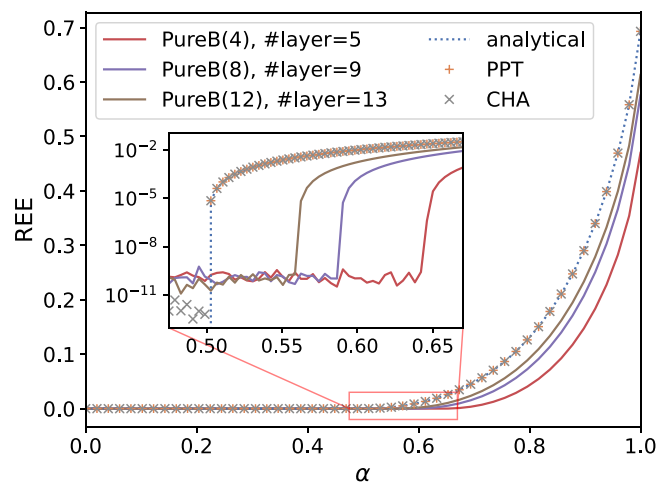 PureB(4), #layer=5
PureB(8), #layer=9
PureB(12), #layer=13
analytical
PPT
CHA
REE
0.7
0.6
0.5
0.4
0.3
0.2
0.1
0.0
10⁻²
10⁻⁵
10⁻⁸
10⁻¹¹
0.50 0.55 0.60 0.65
0.0 0.2 0.4 0.6 0.8 1.0
α